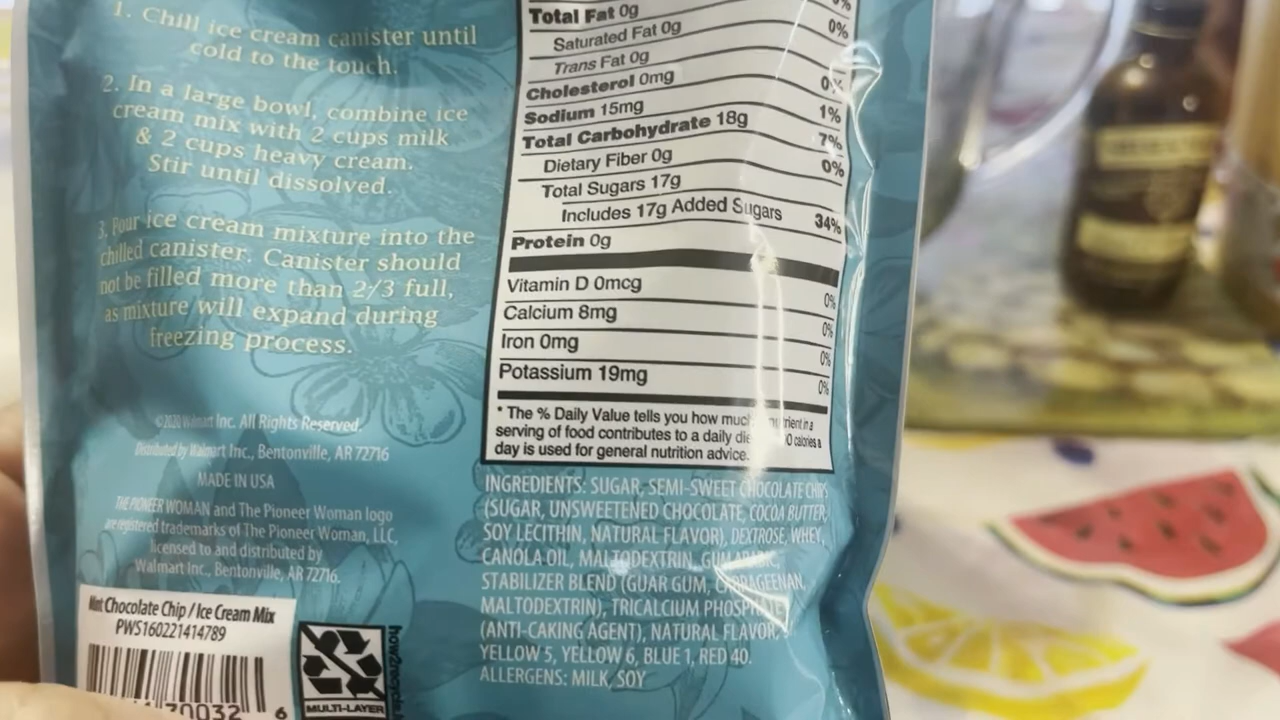 1. Chill ice cream canister until
cold to the touch.
2. In a large bowl, combine ice
cream mix with 2 cups milk
& 2 cups heavy cream.
Stir until dissolved.
3. Pour ice cream mixture into the
chilled canister. Canister should
not be filled more than 2/3 full,
as mixture will expand during
freezing process.
©2020 Walmart Inc. All Rights Reserved.
Distributed by Walmart Inc., Bentonville, AR 72716
MADE IN USA
THE PIONEER WOMAN and The Pioneer Woman logo
are registered trademarks of The Pioneer Woman, LLC,
licensed to and distributed by
Walmart Inc., Bentonville, AR 72716.
Mint Chocolate Chip / Ice Cream Mix
PWS160221414789
70032 6
MULTI-LAYER
how2recycle
Total Fat 0g 0%
Saturated Fat 0g 0%
Trans Fat 0g
Cholesterol 0mg 0%
Sodium 15mg 1%
Total Carbohydrate 18g 7%
Dietary Fiber 0g 0%
Total Sugars 17g
Includes 17g Added Sugars 34%
Protein 0g
Vitamin D 0mcg 0%
Calcium 8mg 0%
Iron 0mg 0%
Potassium 19mg 0%
* The % Daily Value tells you how much nutrient in a
serving of food contributes to a daily calories a
day is used for general nutrition advice.
INGREDIENTS: SUGAR, SEMI-SWEET CHOCOLATE CHIPS
(SUGAR, UNSWEETENED CHOCOLATE, COCOA BUTTER,
SOY LECITHIN, NATURAL FLAVOR), DEXTROSE, WHEY,
CANOLA OIL, MALTODEXTRIN, GUM ARABIC,
STABILIZER BLEND (GUAR GUM, CARRAGEENAN,
MALTODEXTRIN), TRICALCIUM PHOSPHATE
(ANTI-CAKING AGENT), NATURAL FLAVOR,
YELLOW 5, YELLOW 6, BLUE 1, RED 40.
ALLERGENS: MILK, SOY